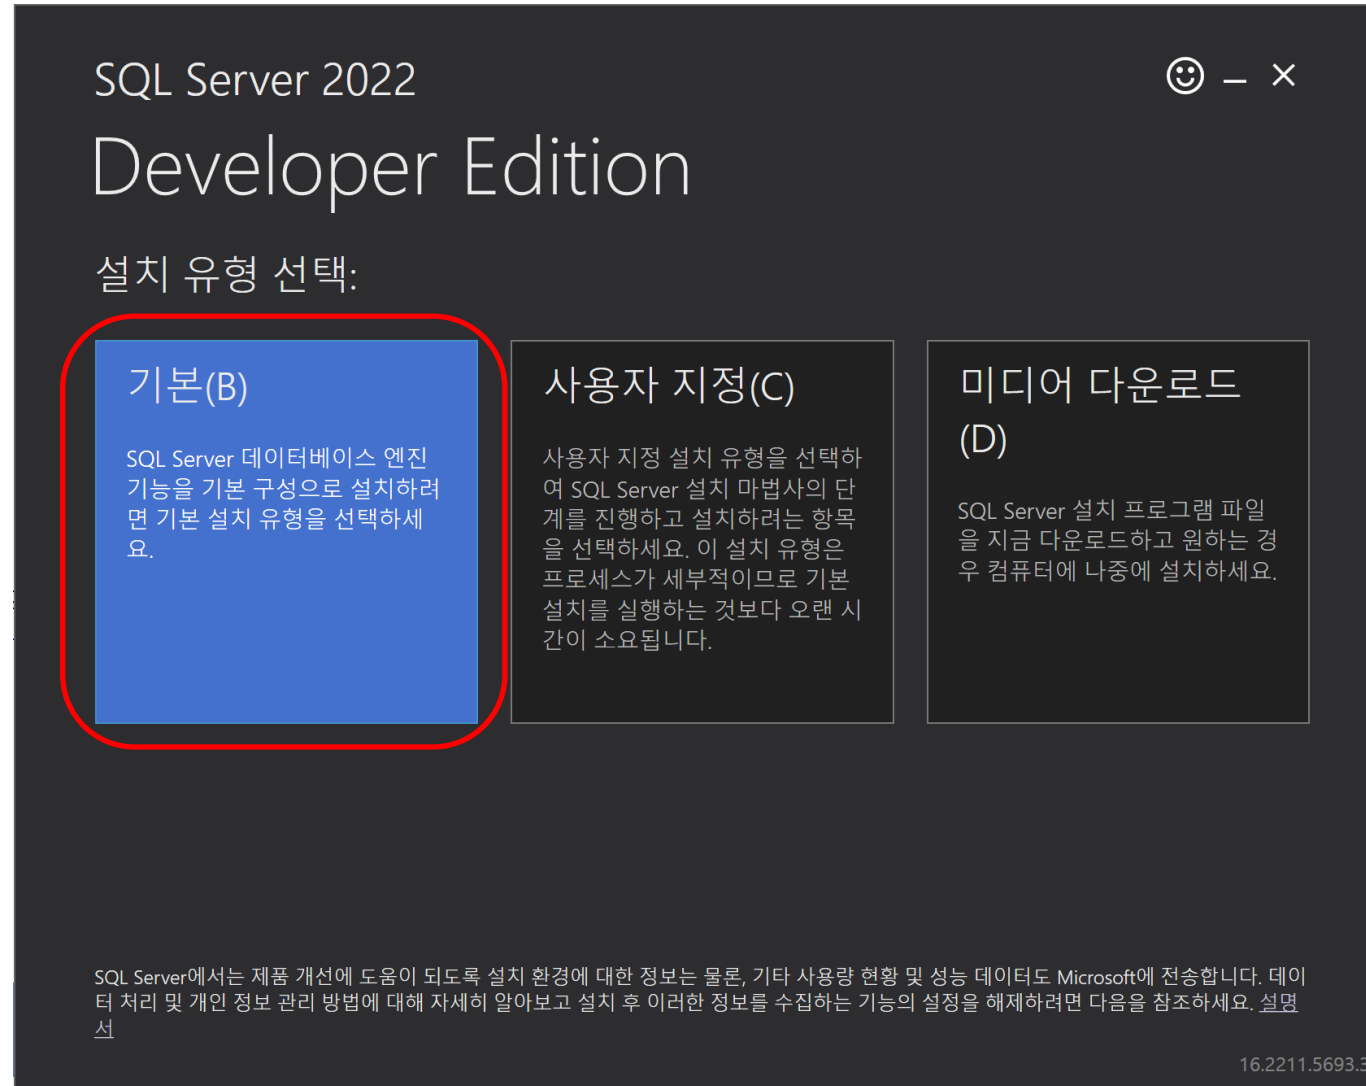 SQL Server 2022
Developer Edition
설치 유형 선택:
기본(B)
SQL Server 데이터베이스 엔진
기능을 기본 구성으로 설치하려
면 기본 설치 유형을 선택하세
요.
사용자 지정(C)
사용자 지정 설치 유형을 선택하
여 SQL Server 설치 마법사의 단
계를 진행하고 설치하려는 항목
을 선택하세요. 이 설치 유형은
프로세스가 세부적이므로 기본
설치를 실행하는 것보다 오랜 시
간이 소요됩니다.
미디어 다운로드
(D)
SQL Server 설치 프로그램 파일
을 지금 다운로드하고 원하는 경
우 컴퓨터에 나중에 설치하세요.
SQL Server에서는 제품 개선에 도움이 되도록 설치 환경에 대한 정보는 물론, 기타 사용량 현황 및 성능 데이터도 Microsoft에 전송합니다. 데이
터 처리 및 개인 정보 관리 방법에 대해 자세히 알아보고 설치 후 이러한 정보를 수집하는 기능의 설정을 해제하려면 다음을 참조하세요. 설명
서
16.2211.5693.3